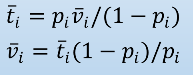 t̄ᵢ = pᵢv̄ᵢ/(1 − pᵢ)
v̄ᵢ = t̄ᵢ(1 − pᵢ)/pᵢ